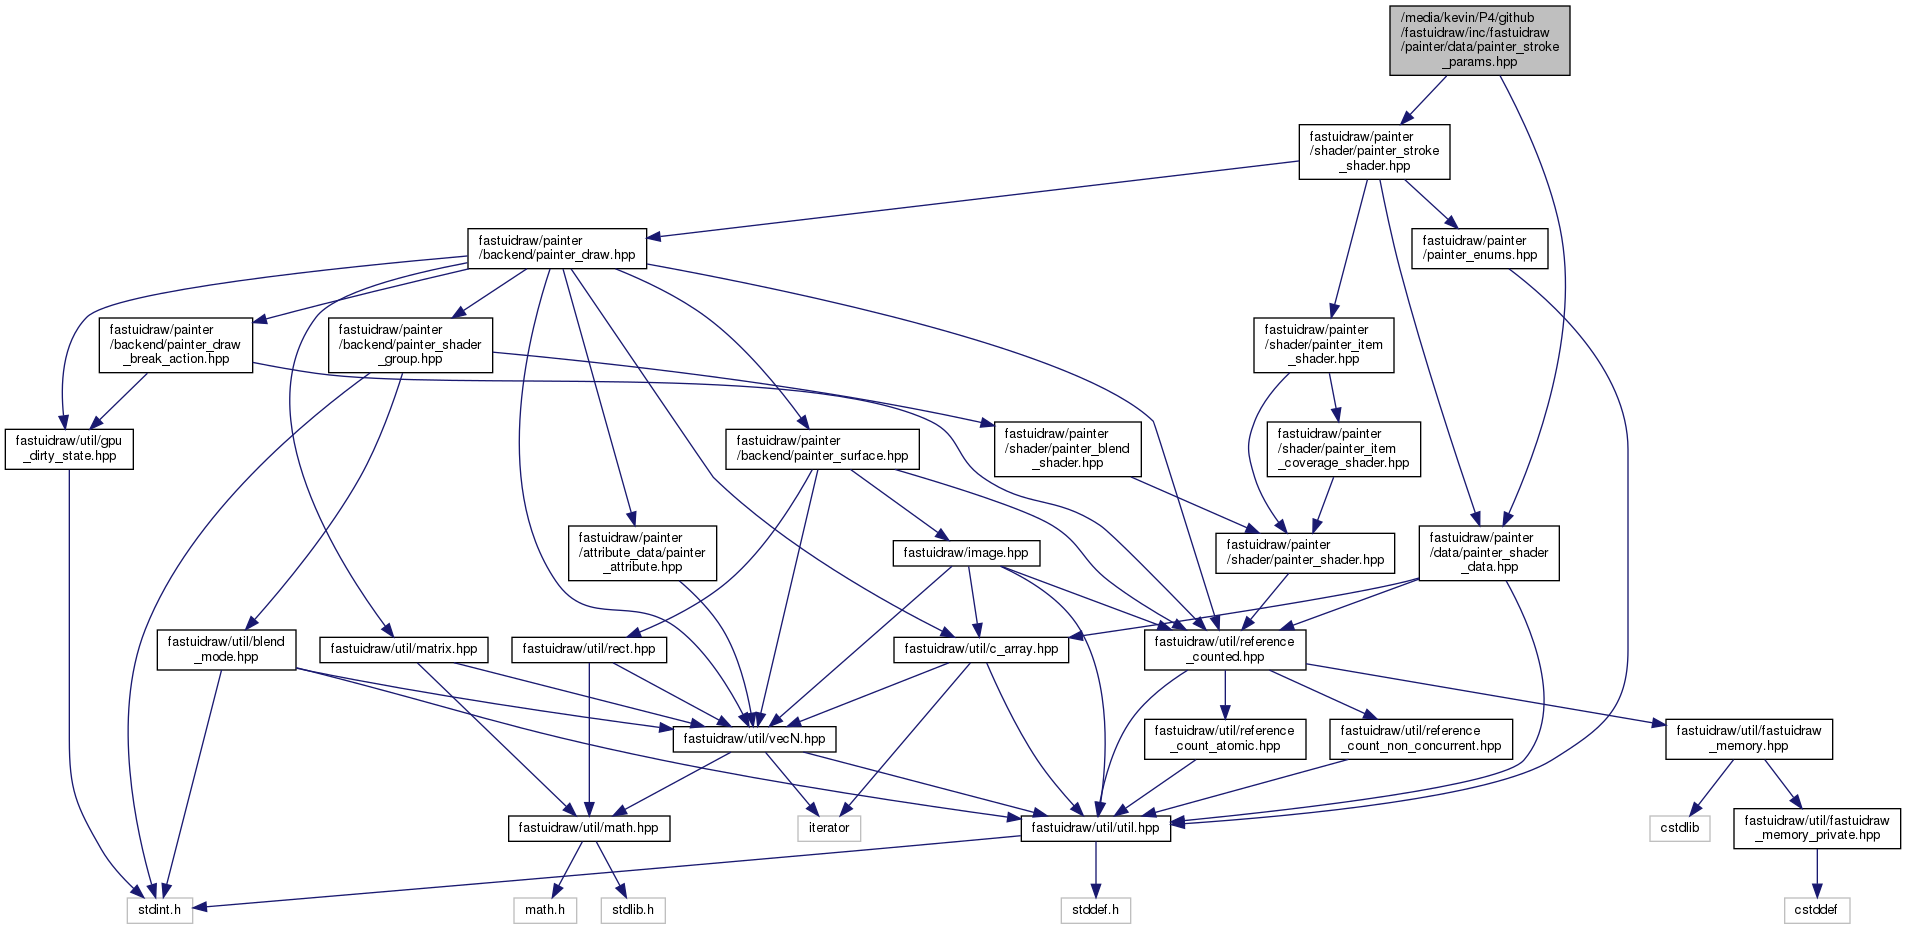 /media/kevin/P4/github
/fastuidraw/inc/fastuidraw
/painter/data/painter_stroke
_params.hpp
fastuidraw/painter
/shader/painter_stroke
_shader.hpp
fastuidraw/painter
/backend/painter_draw.hpp
fastuidraw/painter
/painter_enums.hpp
fastuidraw/painter
/backend/painter_draw
_break_action.hpp
fastuidraw/painter
/backend/painter_shader
_group.hpp
fastuidraw/painter
/shader/painter_item
_shader.hpp
fastuidraw/util/gpu
_dirty_state.hpp
fastuidraw/painter
/backend/painter_surface.hpp
fastuidraw/painter
/shader/painter_blend
_shader.hpp
fastuidraw/painter
/shader/painter_item
_coverage_shader.hpp
fastuidraw/painter
/attribute_data/painter
_attribute.hpp
fastuidraw/image.hpp
fastuidraw/painter
/shader/painter_shader.hpp
fastuidraw/painter
/data/painter_shader
_data.hpp
fastuidraw/util/blend
_mode.hpp
fastuidraw/util/matrix.hpp
fastuidraw/util/rect.hpp
fastuidraw/util/c_array.hpp
fastuidraw/util/reference
_counted.hpp
fastuidraw/util/vecN.hpp
fastuidraw/util/reference
_count_atomic.hpp
fastuidraw/util/reference
_count_non_concurrent.hpp
fastuidraw/util/fastuidraw
_memory.hpp
fastuidraw/util/math.hpp
iterator
fastuidraw/util/util.hpp
cstdlib
fastuidraw/util/fastuidraw
_memory_private.hpp
stdint.h
math.h
stdlib.h
stddef.h
cstddef